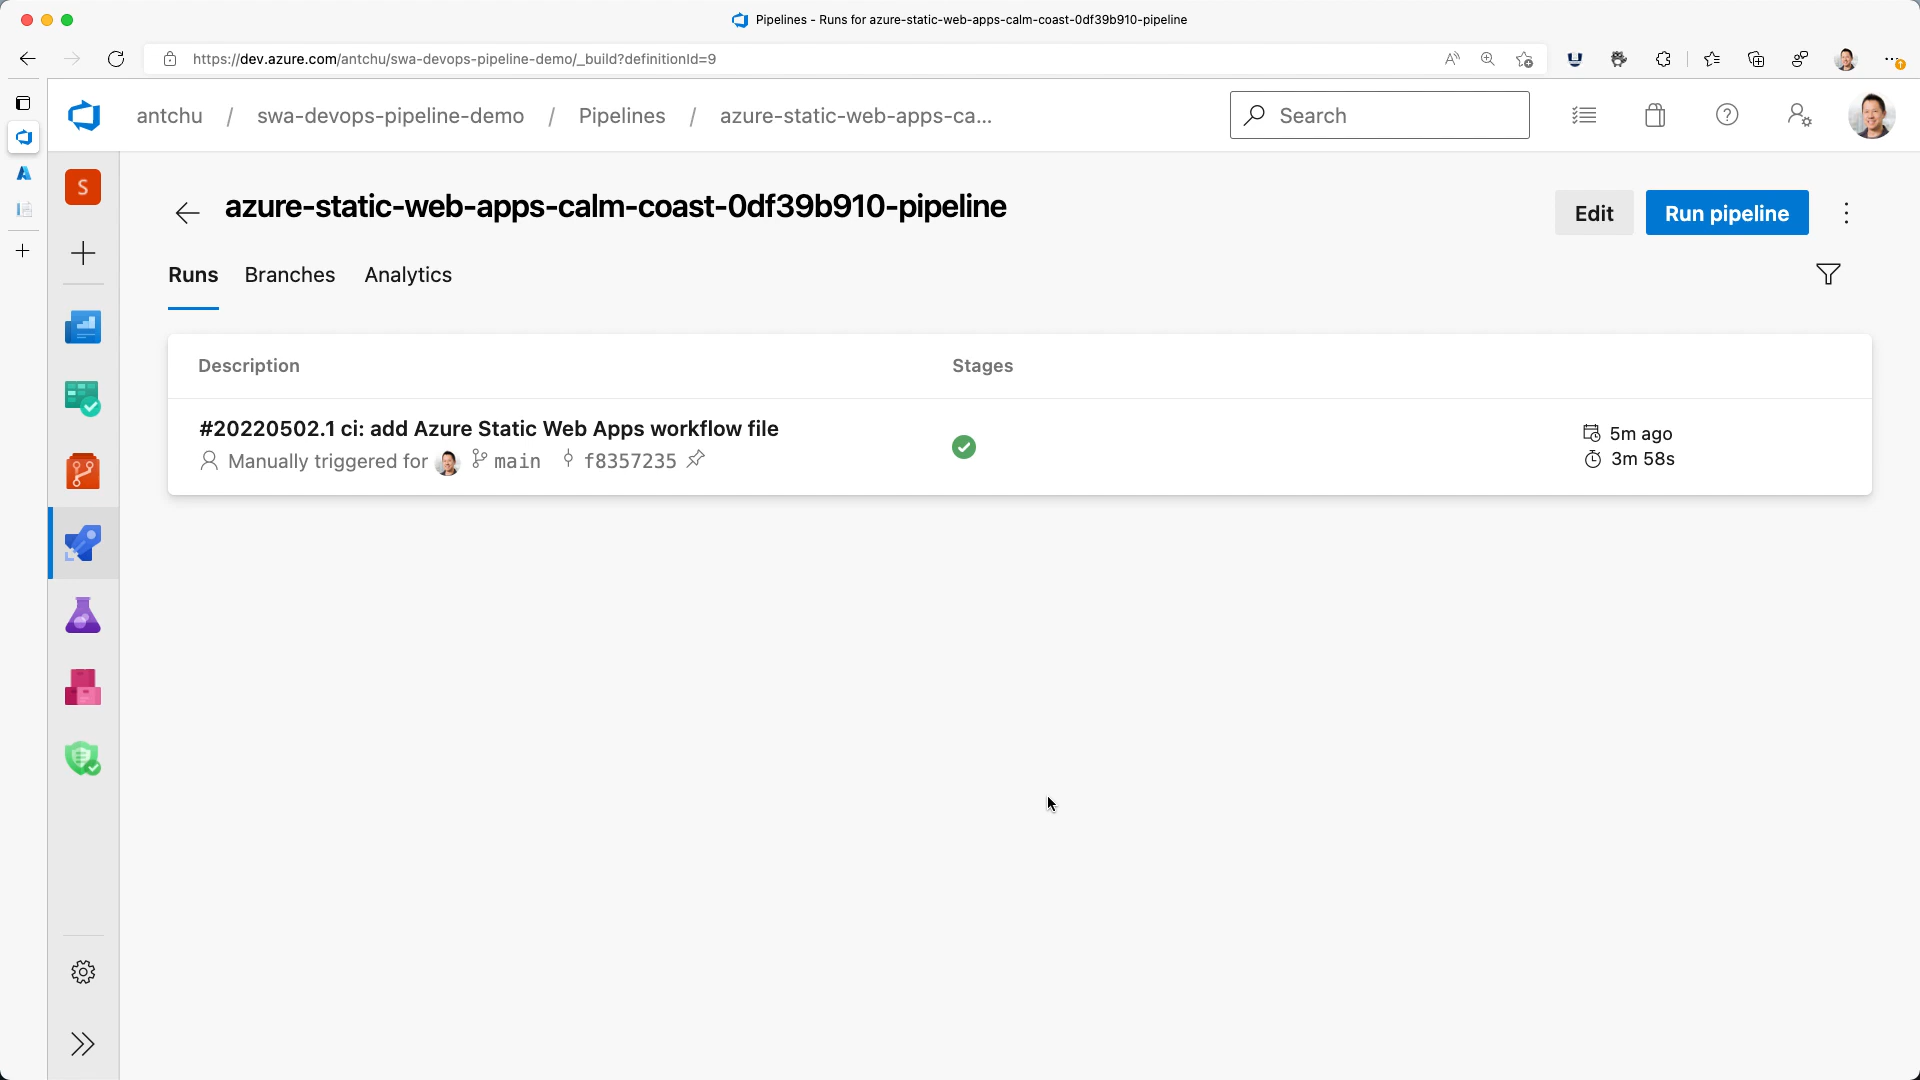 Pipelines - Runs for azure-static-web-apps-calm-coast-0df39b910-pipeline
https://dev.azure.com/antchu/swa-devops-pipeline-demo/_build?definitionId=9
antchu / swa-devops-pipeline-demo / Pipelines / azure-static-web-apps-ca...
Search
S
azure-static-web-apps-calm-coast-0df39b910-pipeline
Edit
Run pipeline
Runs
Branches
Analytics
Description
Stages
#20220502.1 ci: add Azure Static Web Apps workflow file
Manually triggered for main f8357235
5m ago
3m 58s